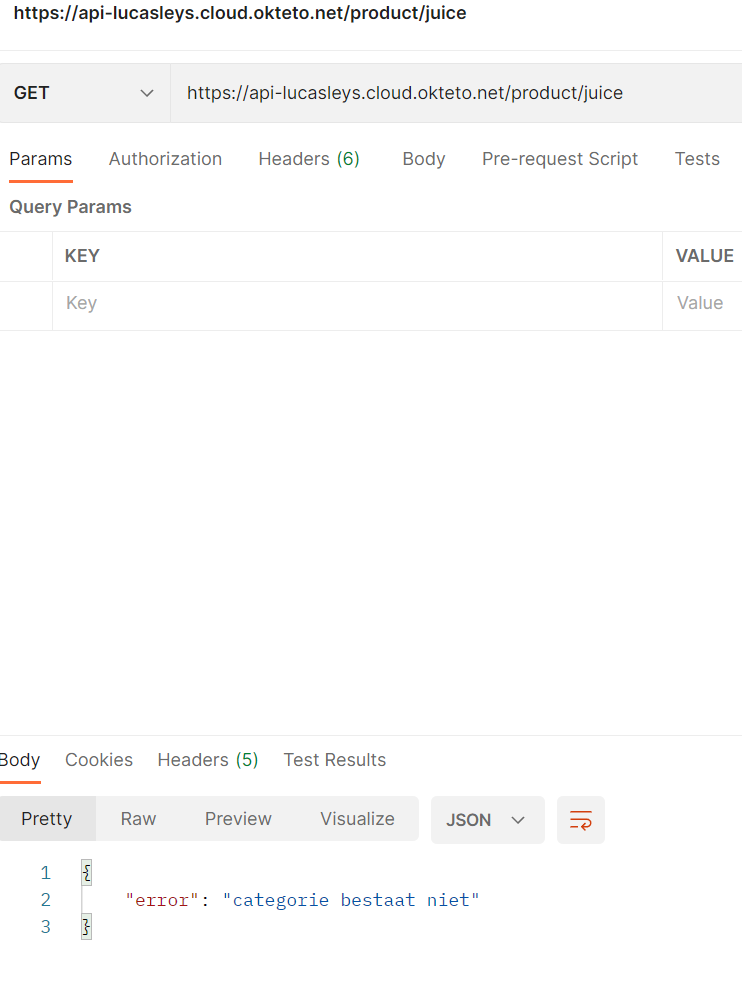 https://api-lucasleys.cloud.okteto.net/product/juice
GET https://api-lucasleys.cloud.okteto.net/product/juice
Params Authorization Headers (6) Body Pre-request Script Tests
Query Params
KEY VALUE
Key Value
Body Cookies Headers (5) Test Results
Pretty Raw Preview Visualize JSON
1 {
2 "error": "categorie bestaat niet"
3 }